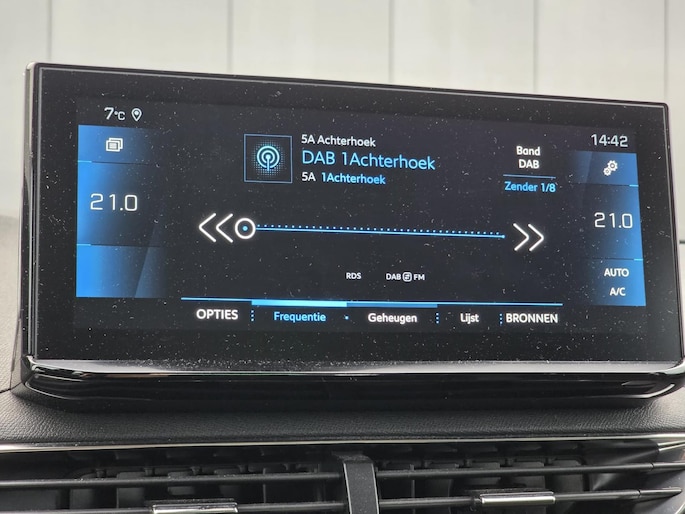 7°C
14:42
5A Achterhoek
DAB 1Achterhoek
5A 1Achterhoek
Band
DAB
Zender 1/8
21.0
21.0
RDS
DAB FM
AUTO
A/C
OPTIES
Frequentie
Geheugen
Lijst
BRONNEN